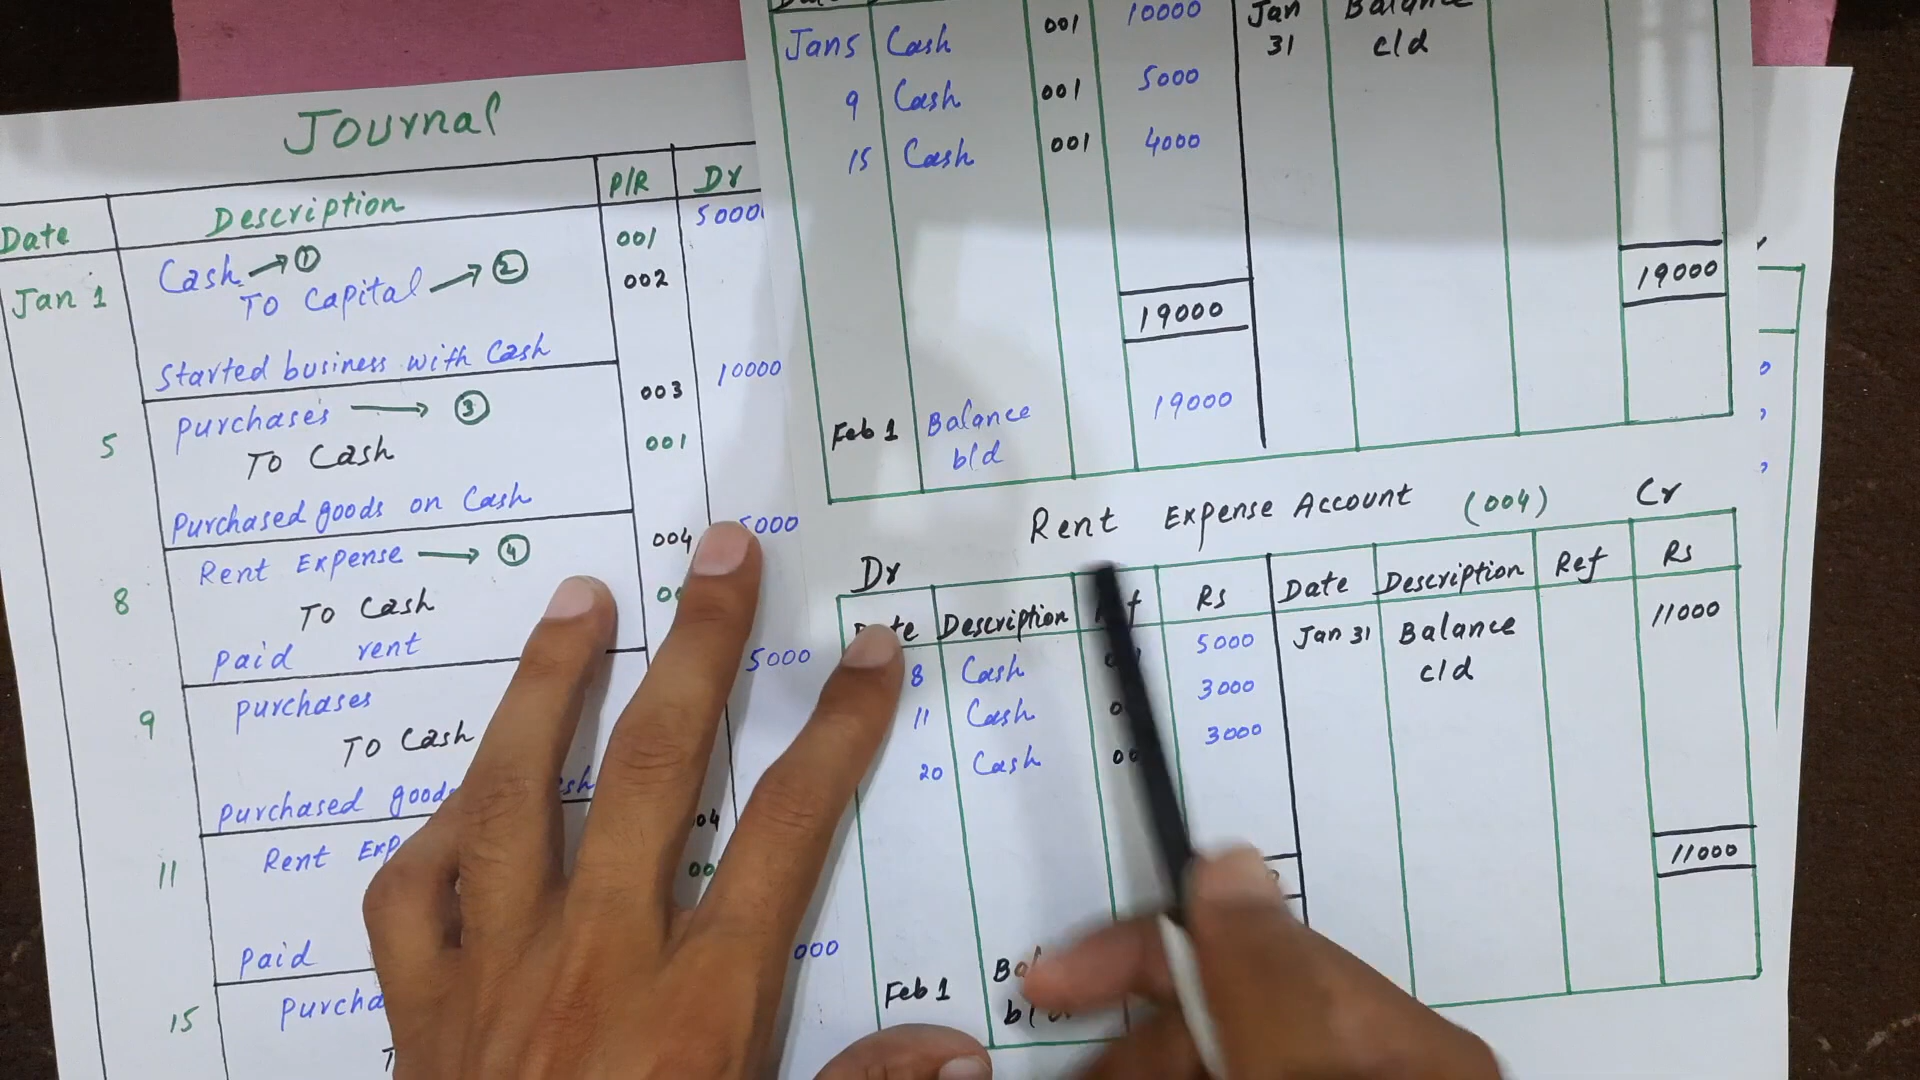 Journal
Date Description P/R Dr
Jan 1 Cash → ① 001 50000
TO Capital → ② 002
Started business with Cash
5 Purchases → ③ 003 10000
TO Cash 001
Purchased goods on Cash
8 Rent Expense → ④ 004 5000
TO Cash
Paid rent
9 Purchases 5000
TO Cash
Purchased goods
11 Rent
Paid
15
Jan 5 Cash 001 10000 Jan 31 Balance c/d
9 Cash 001 5000
15 Cash 001 4000
19000 19000
Feb 1 Balance b/d 19000
Rent Expense Account (004)
Dr Cr
Description Rs Date Description Ref Rs
8 Cash 5000 Jan 31 Balance c/d 11000
11 Cash 3000
20 Cash 3000
11000
Feb 1